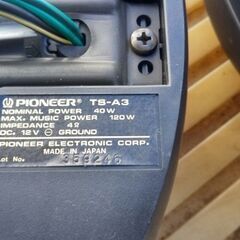 PIONEER® TS-A3
NOMINAL POWER 40W
MAX. MUSIC POWER 120W
IMPEDANCE 4Ω
DC. 12V ⊖ GROUND
PIONEER ELECTRONIC CORP.
MADE IN JAPAN
Lot No. 359246